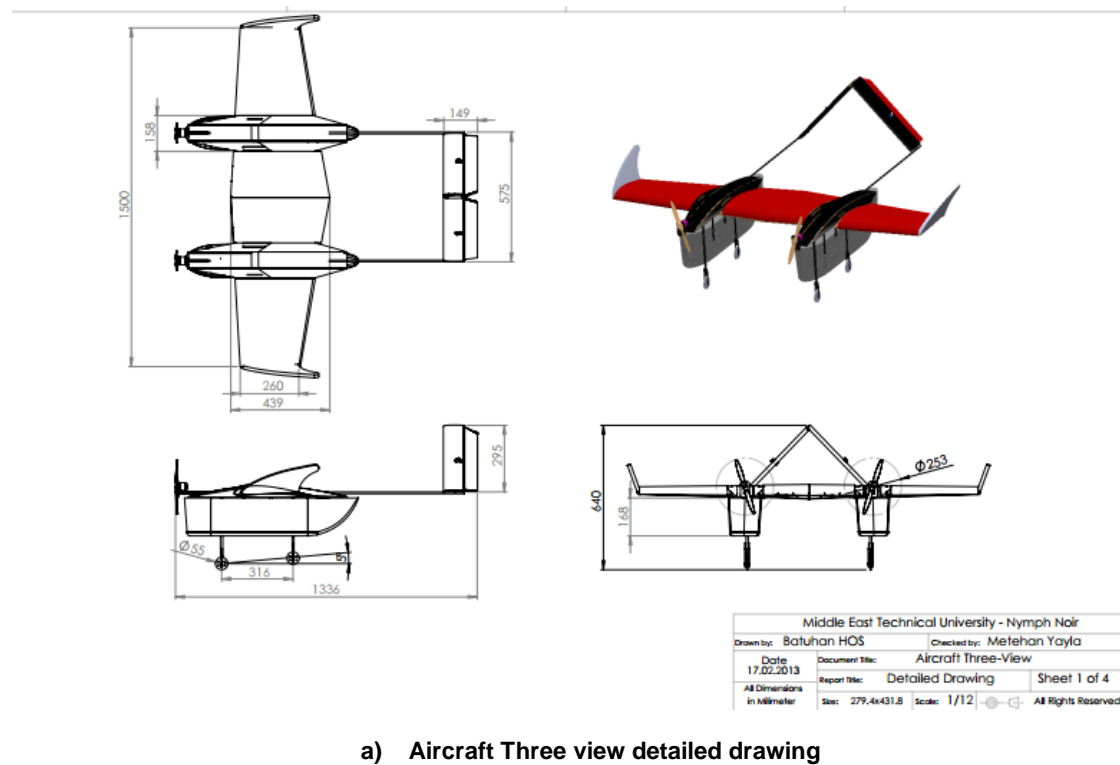 149
158
1500
575
260
439
295
Ø55
316
5°
1336
640
168
Ø253
Middle East Technical University - Nymph Noir
Drawn by: Batuhan HOS Checked by: Metehan Yayla
Date
17.02.2013
Document Title: Aircraft Three-View
Report Title: Detailed Drawing Sheet 1 of 4
All Dimensions
in Milimeter
Size: 279.4x431.8 Scale: 1/12 All Rights Reserved
a) Aircraft Three view detailed drawing